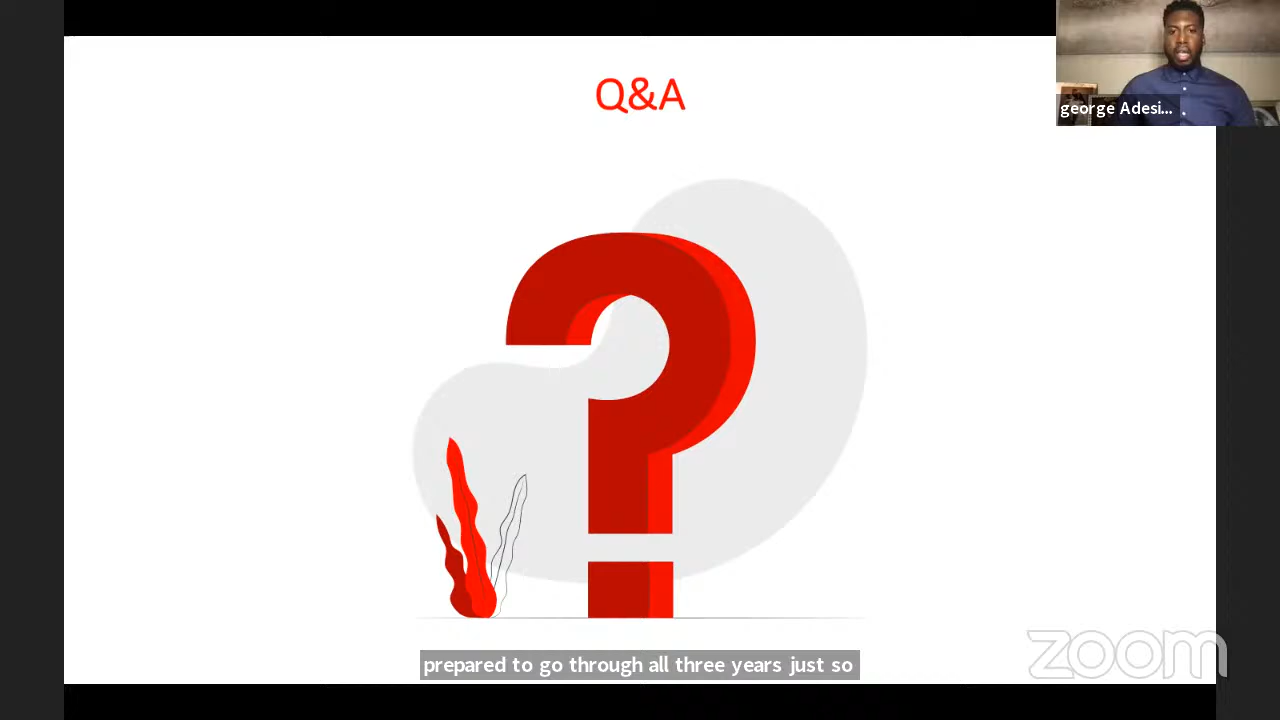 Q&A
george Adesi...
prepared to go through all three years just so
zoom